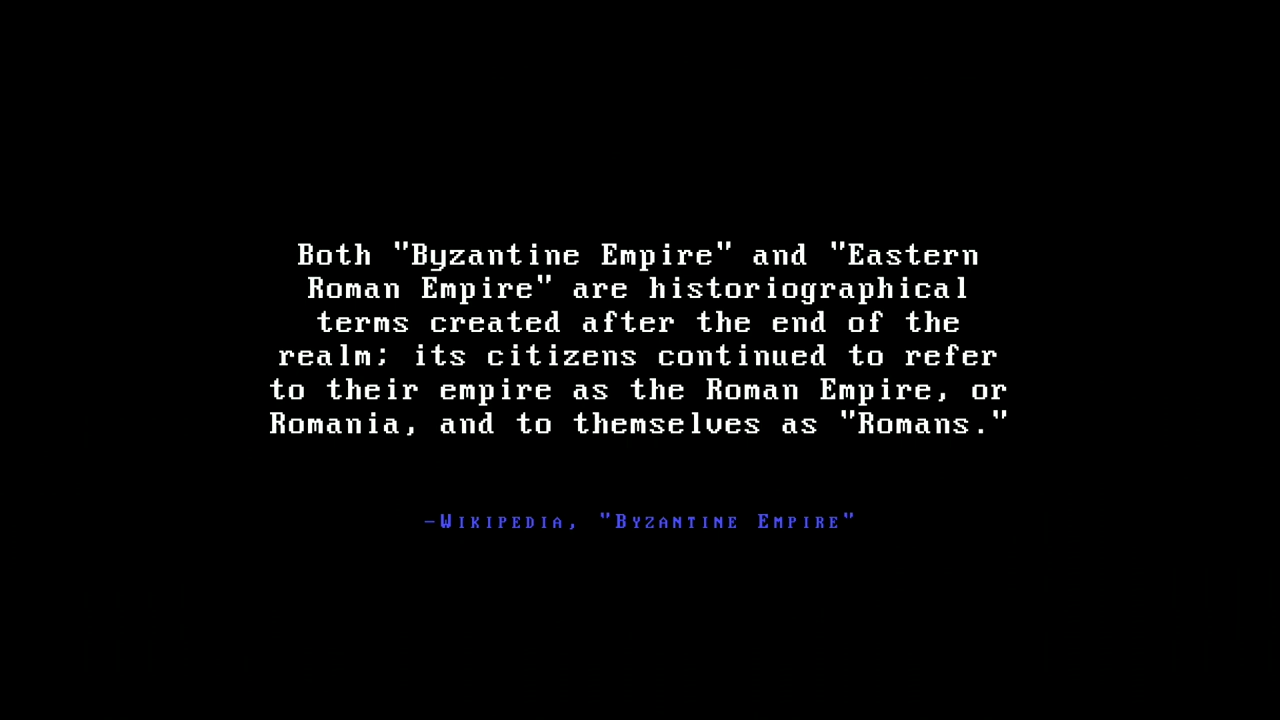 Both "Byzantine Empire" and "Eastern
Roman Empire" are historiographical
terms created after the end of the
realm; its citizens continued to refer
to their empire as the Roman Empire, or
Romania, and to themselves as "Romans."
-Wikipedia, "Byzantine Empire"